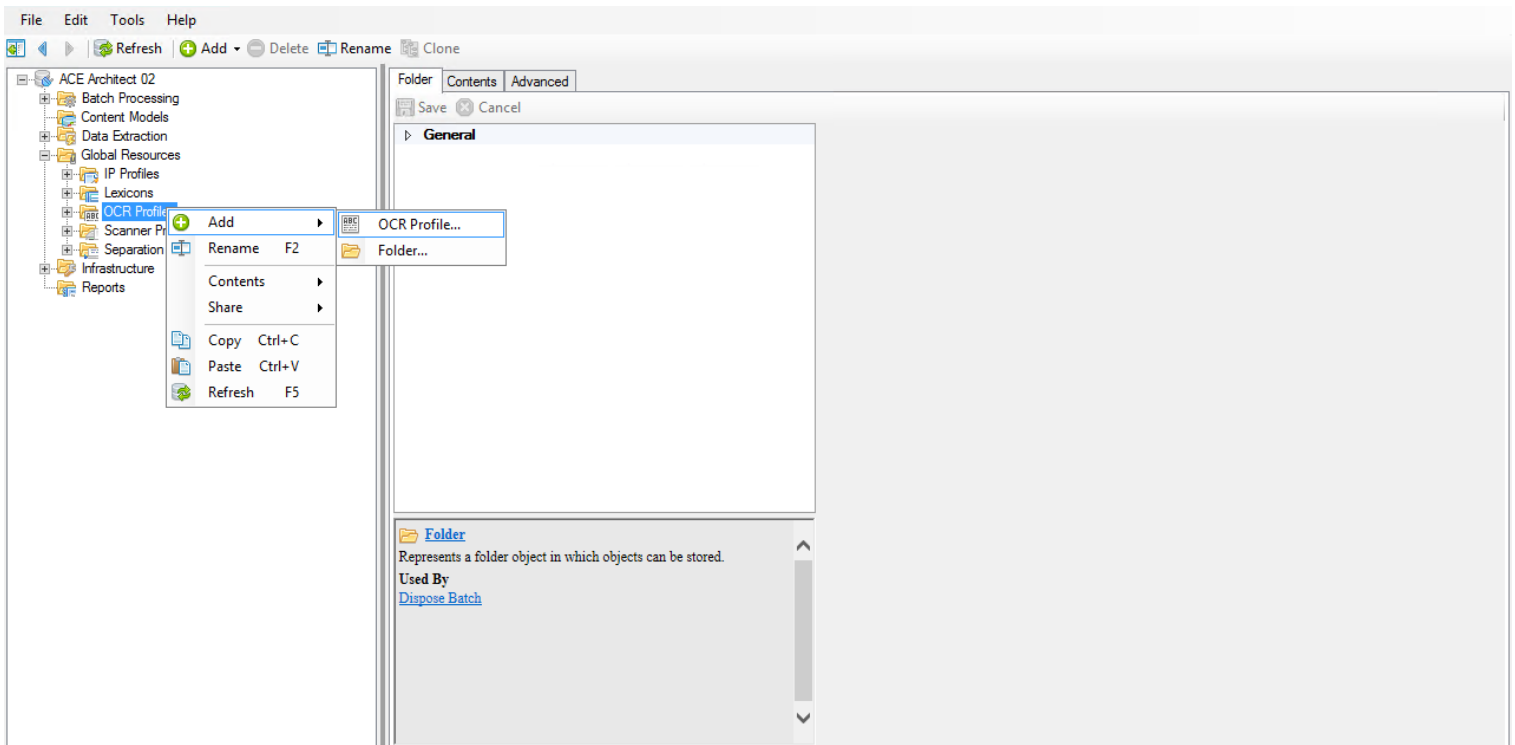 File Edit Tools Help
Refresh Add Delete Rename Clone
ACE Architect 02
Batch Processing
Content Models
Data Extraction
Global Resources
IP Profiles
Lexicons
OCR Profile
Scanner Pr
Separation
Infrastructure
Reports
Add
Rename F2
Contents
Share
Copy Ctrl+C
Paste Ctrl+V
Refresh F5
OCR Profile...
Folder...
Folder Contents Advanced
Save Cancel
General
Folder
Represents a folder object in which objects can be stored.
Used By
Dispose Batch